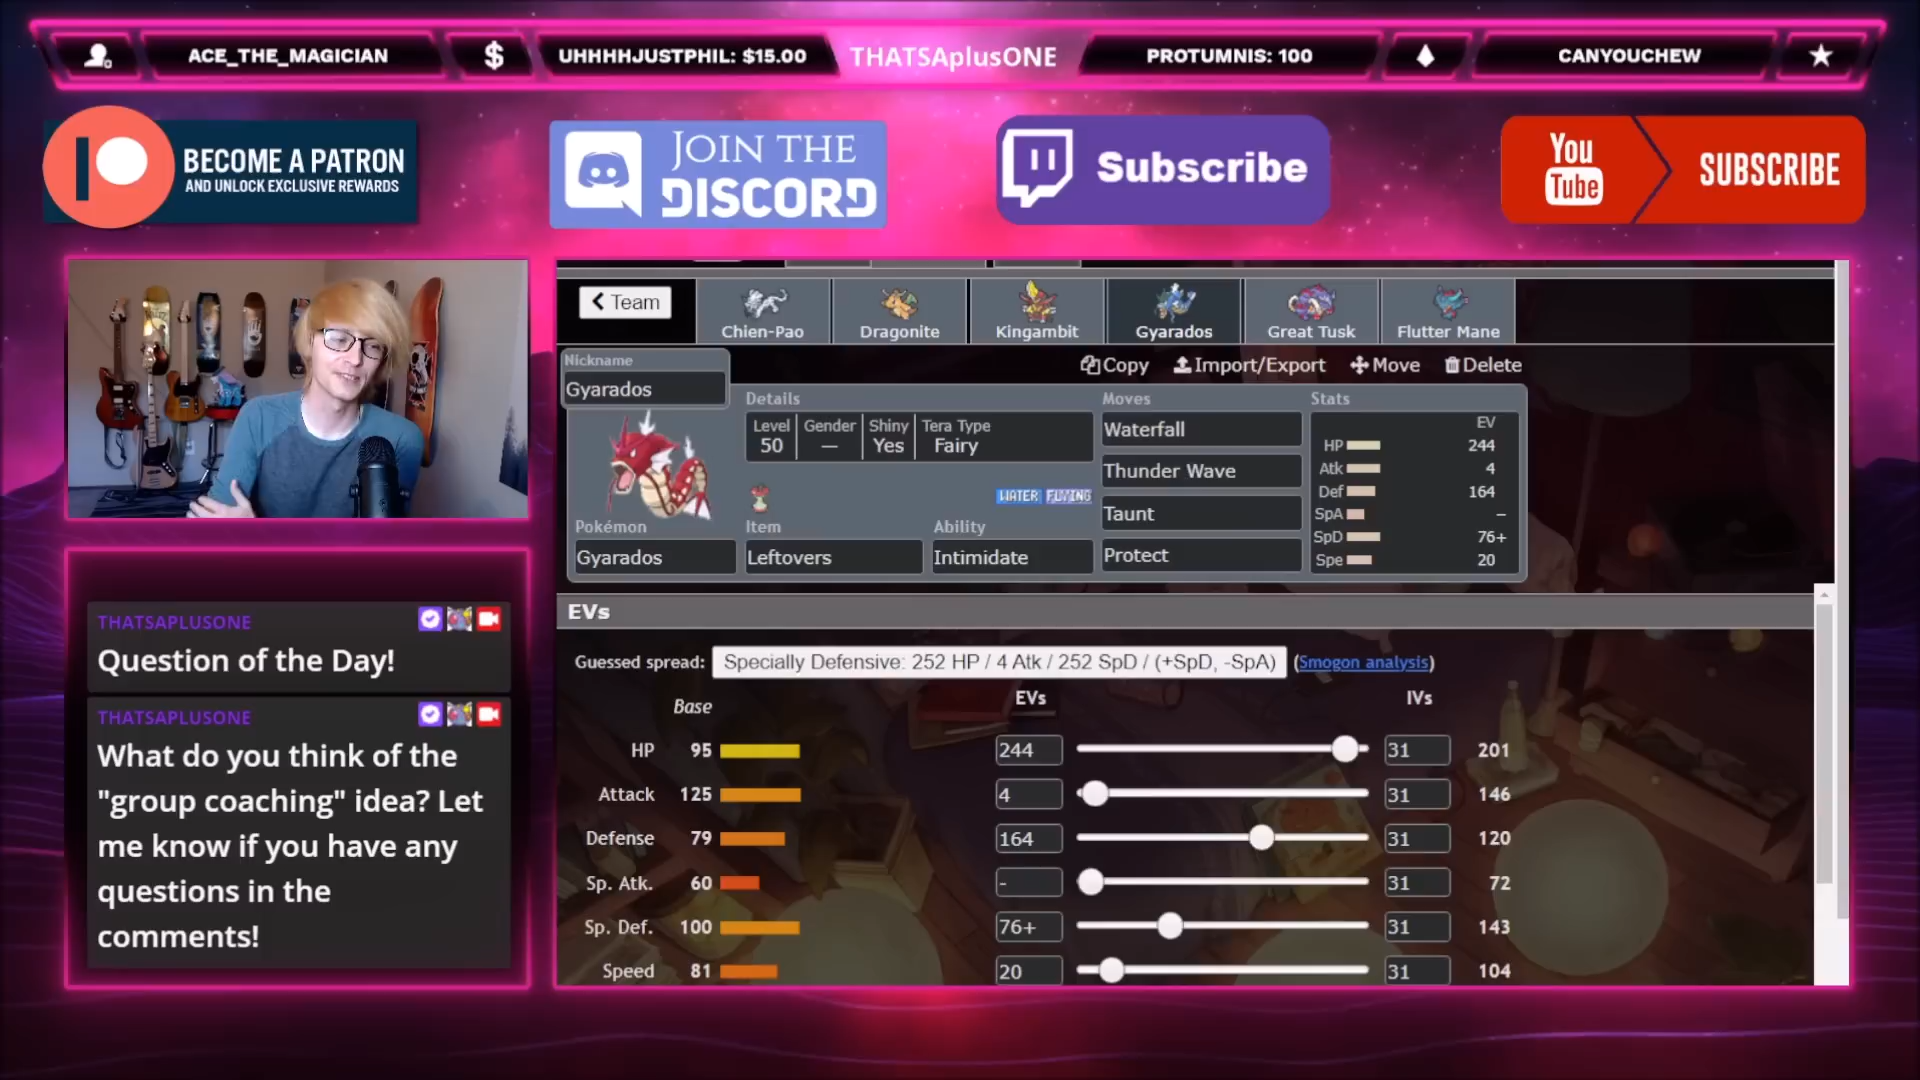 ACE_THE_MAGICIAN
$
UHHHHJUSTPHIL: $15.00
THATSAplusONE
PROTUMNIS: 100
CANYOUCHEW
BECOME A PATRON
AND UNLOCK EXCLUSIVE REWARDS
JOIN THE
DISCORD
Subscribe
You
Tube
SUBSCRIBE
Team
Chien-Pao
Dragonite
Kingambit
Gyarados
Great Tusk
Flutter Mane
Copy
Import/Export
Move
Delete
Nickname
Gyarados
Details
Level
50
Gender
—
Shiny
Yes
Tera Type
Fairy
WATER FLYING
Pokémon
Gyarados
Item
Leftovers
Ability
Intimidate
Moves
Waterfall
Thunder Wave
Taunt
Protect
Stats
EV
HP 244
Atk 4
Def 164
SpA –
SpD 76+
Spe 20
EVs
Guessed spread: Specially Defensive: 252 HP / 4 Atk / 252 SpD / (+SpD, -SpA) (Smogon analysis)
Base EVs IVs
HP 95 244 31 201
Attack 125 4 31 146
Defense 79 164 31 120
Sp. Atk. 60 - 31 72
Sp. Def. 100 76+ 31 143
Speed 81 20 31 104
THATSAPLUSONE
Question of the Day!
THATSAPLUSONE
What do you think of the
"group coaching" idea? Let
me know if you have any
questions in the
comments!